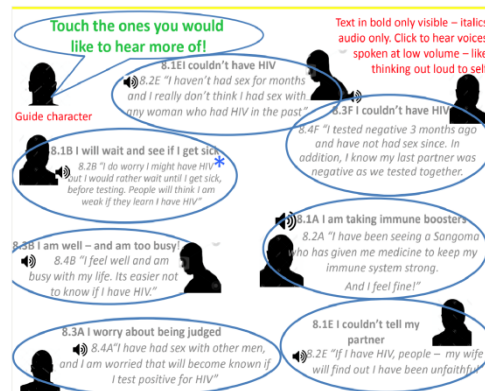 Touch the ones you would
like to hear more of!
Text in bold only visible – italics
audio only. Click to hear voices
spoken at low volume – like
thinking out loud to sel
Guide character
8.1EI couldn't have HIV
8.2E "I haven't had sex for months
and I really don't think I had sex with
any woman who had HIV in the past"
8.3F I couldn't have HIV
8.4F "I tested negative 3 months ago
and have not had sex since. In
addition, I know my last partner was
negative as we tested together.
8.1B I will wait and see if I get sick
8.2B "I do worry I might have HIV *
but I would rather wait until I get sick,
before testing. People will think I am
weak if they learn I have HIV"
8.1A I am taking immune boosters
8.2A "I have been seeing a Sangoma
who has given me medicine to keep my
immune system strong.
And I feel fine!"
8.3B I am well – and am too busy!
8.4B "I feel well and am
busy with my life. Its easier not
to know if I have HIV."
8.1E I couldn't tell my
partner
8.2E "If I have HIV, people – my wife
will find out I have been unfaithful"
8.3A I worry about being judged
8.4A"I have had sex with other men,
and I am worried that will become known if
I test positive for HIV"